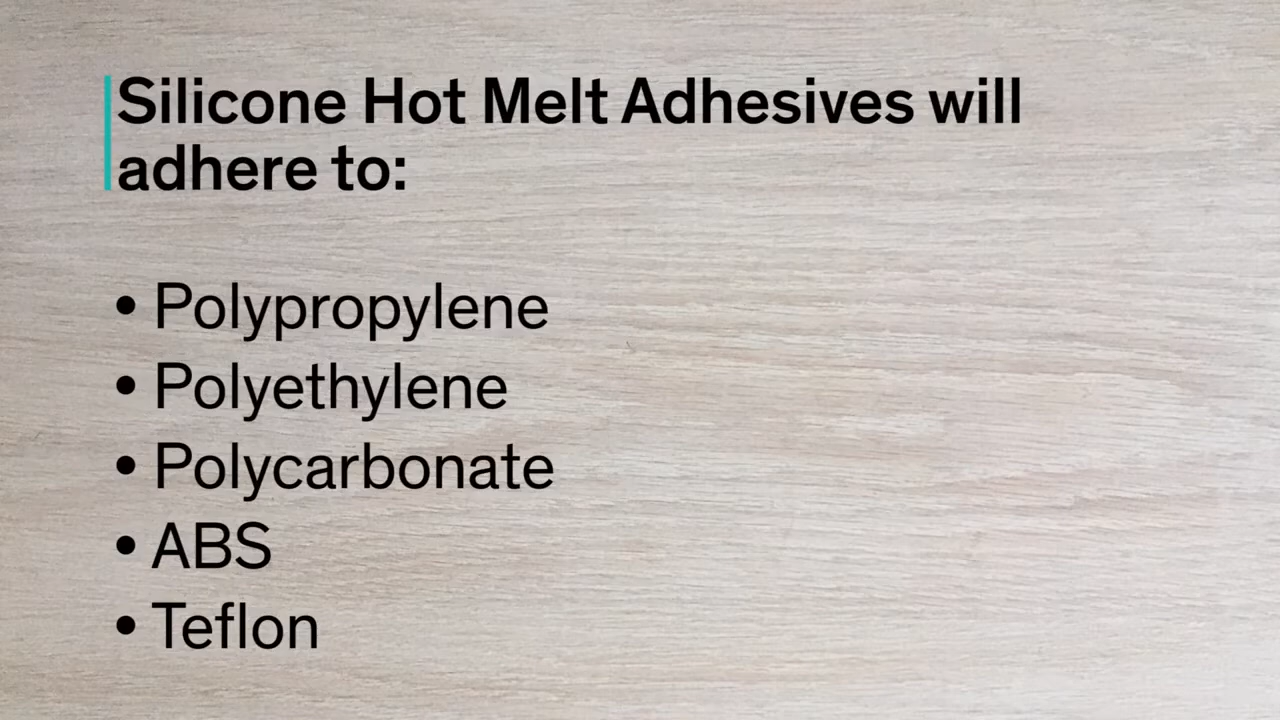 Silicone Hot Melt Adhesives will
adhere to:
• Polypropylene
• Polyethylene
• Polycarbonate
• ABS
• Teflon